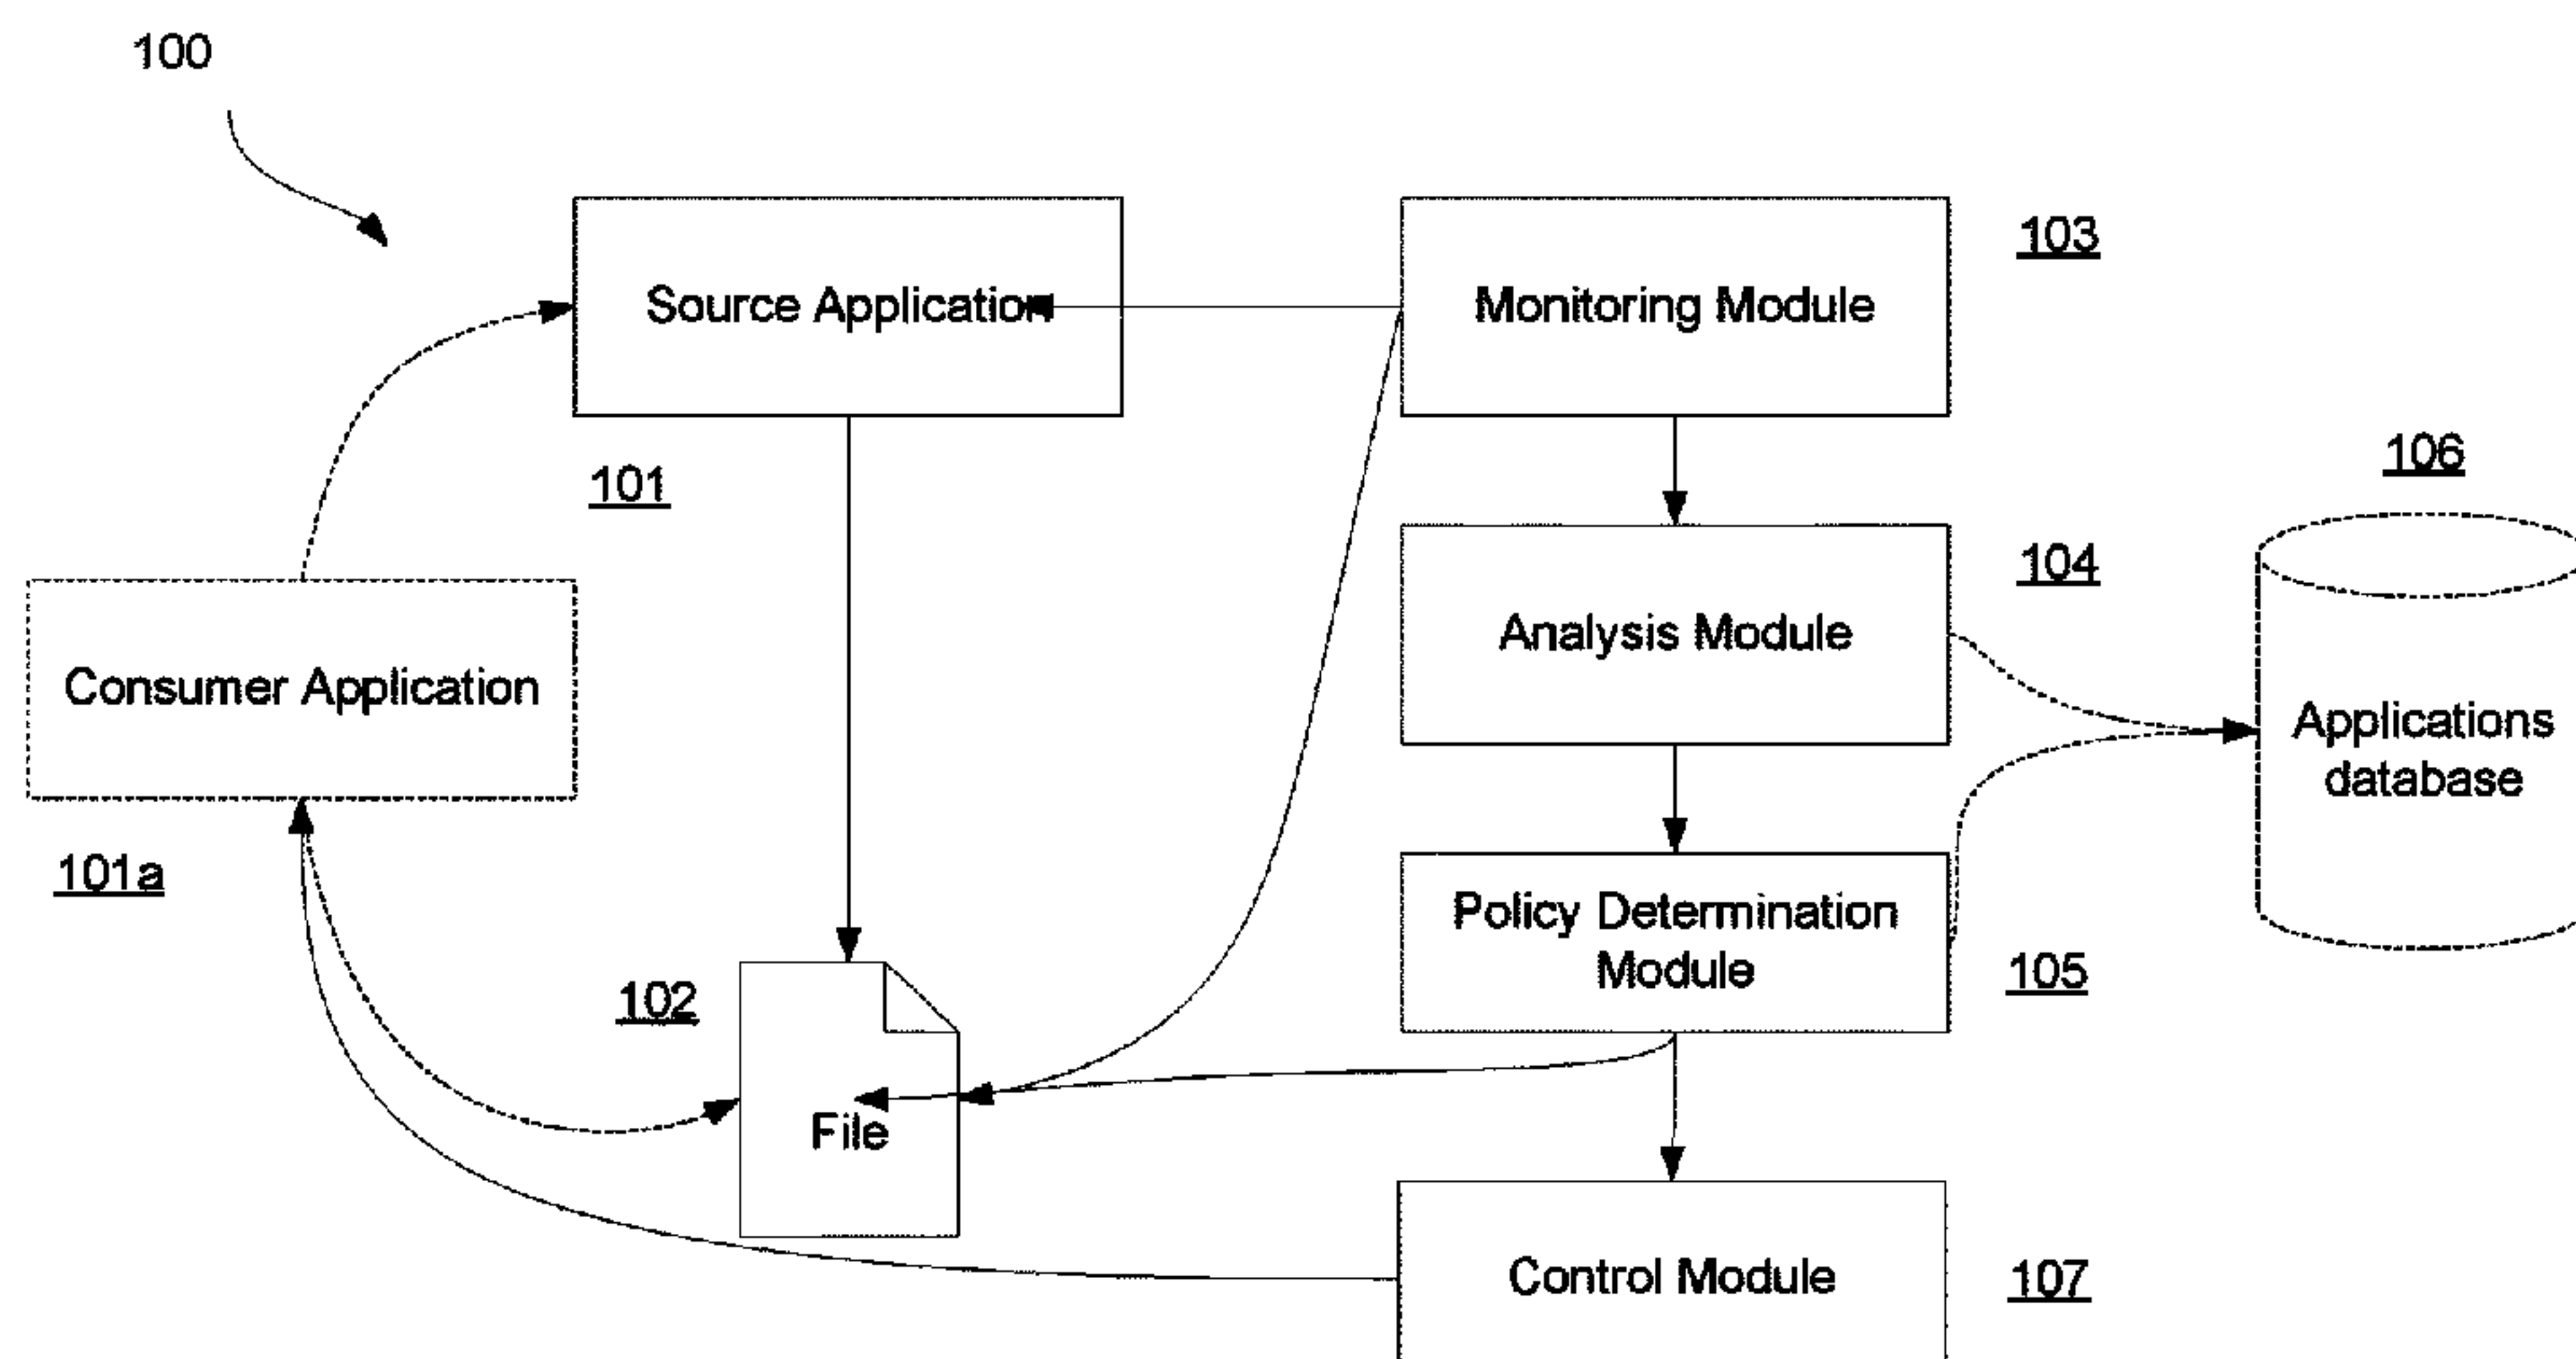 100
Source Application
101
Monitoring Module
103
Consumer Application
101a
Analysis Module
104
106
Applications
database
Policy Determination
Module
105
102
File
Control Module
107